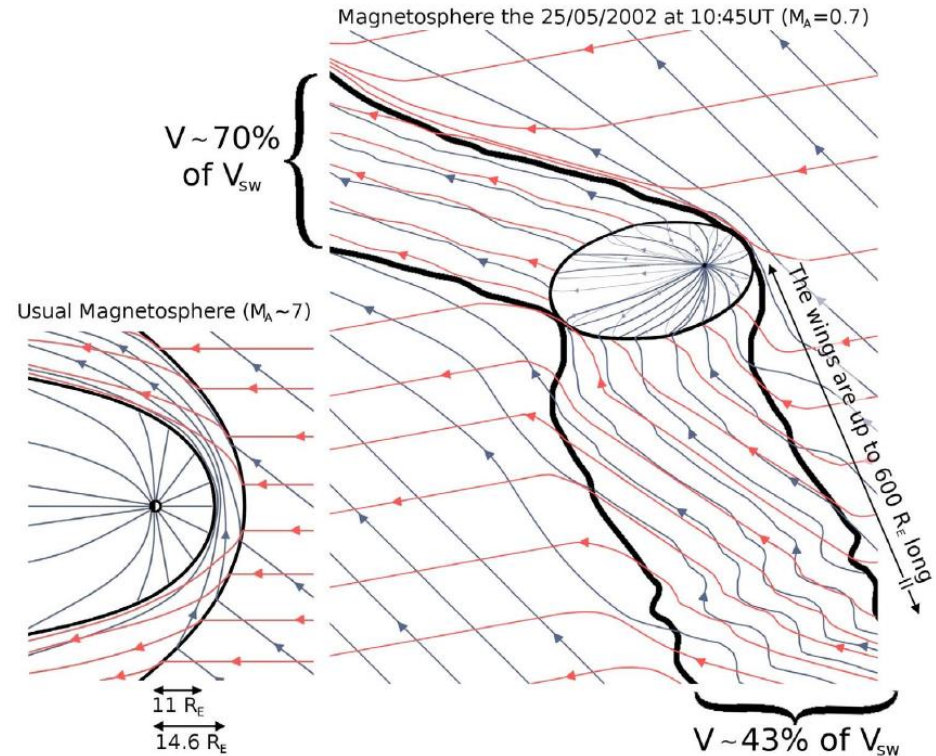 Magnetosphere the 25/05/2002 at 10:45UT (M_A=0.7)
V~70%
of V_sw
The wings are up to 600 R_E long
Usual Magnetosphere (M_A~7)
11 R_E
14.6 R_E
V~43% of V_sw